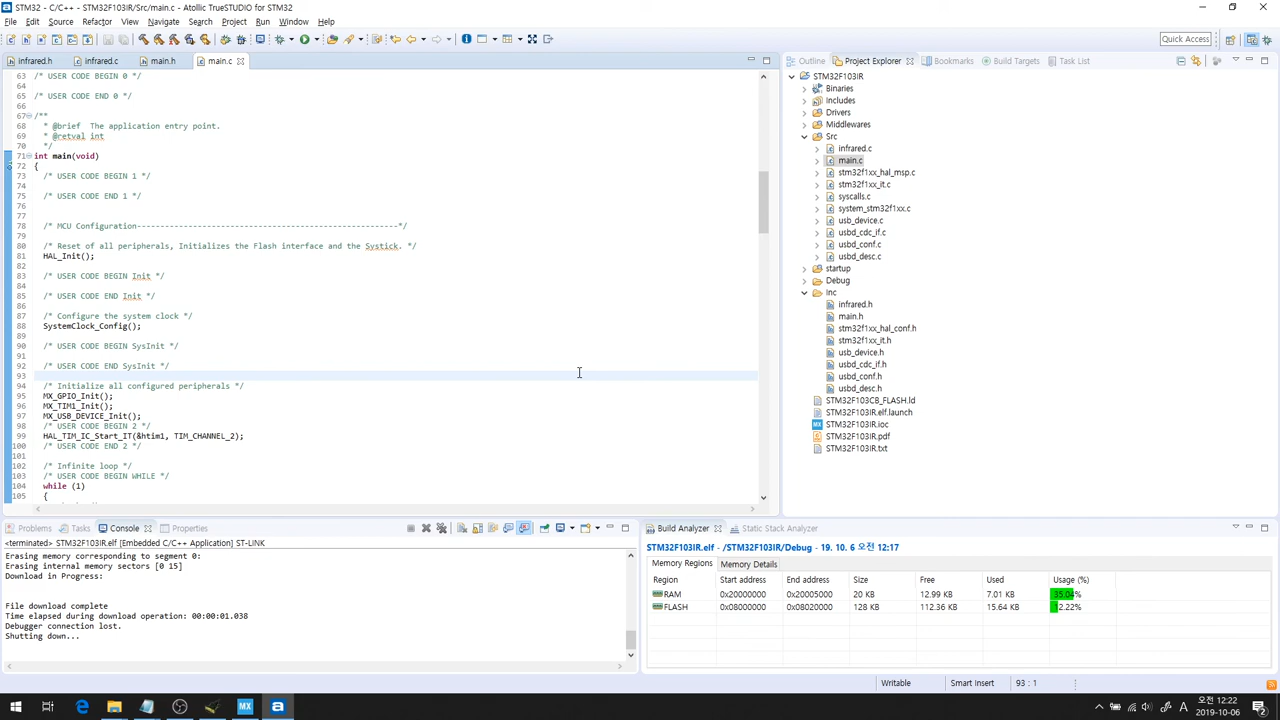 STM32 - C/C++ - STM32F103IR/Src/main.c - Atollic TrueSTUDIO for STM32
File Edit Source Refactor View Navigate Search Project Run Window Help
Quick Access
infrared.h infrared.c main.h main.c
63 /* USER CODE BEGIN 0 */
64
65 /* USER CODE END 0 */
66
67 /**
68 * @brief The application entry point.
69 * @retval int
70 */
71 int main(void)
72 {
73 /* USER CODE BEGIN 1 */
74
75 /* USER CODE END 1 */
76
77
78 /* MCU Configuration--------------------------------------------------------*/
79
80 /* Reset of all peripherals, Initializes the Flash interface and the Systick. */
81 HAL_Init();
82
83 /* USER CODE BEGIN Init */
84
85 /* USER CODE END Init */
86
87 /* Configure the system clock */
88 SystemClock_Config();
89
90 /* USER CODE BEGIN SysInit */
91
92 /* USER CODE END SysInit */
93
94 /* Initialize all configured peripherals */
95 MX_GPIO_Init();
96 MX_TIM1_Init();
97 MX_USB_DEVICE_Init();
98 /* USER CODE BEGIN 2 */
99 HAL_TIM_IC_Start_IT(&htim1, TIM_CHANNEL_2);
100 /* USER CODE END 2 */
101
102 /* Infinite loop */
103 /* USER CODE BEGIN WHILE */
104 while (1)
105 {
Outline Project Explorer Bookmarks Build Targets Task List
STM32F103IR
Binaries
Includes
Drivers
Middlewares
Src
infrared.c
main.c
stm32f1xx_hal_msp.c
stm32f1xx_it.c
syscalls.c
system_stm32f1xx.c
usb_device.c
usbd_cdc_if.c
usbd_conf.c
usbd_desc.c
startup
Debug
Inc
infrared.h
main.h
stm32f1xx_hal_conf.h
stm32f1xx_it.h
usb_device.h
usbd_cdc_if.h
usbd_conf.h
usbd_desc.h
STM32F103CB_FLASH.ld
STM32F103IR.elf.launch
STM32F103IR.ioc
STM32F103IR.pdf
STM32F103IR.txt
Problems Tasks Console Properties
<terminated> STM32F103IR.elf [Embedded C/C++ Application] ST-LINK
Erasing memory corresponding to segment 0:
Erasing internal memory sectors [0 15]
Download in Progress:
File download complete
Time elapsed during download operation: 00:00:01.038
Debugger connection lost.
Shutting down...
Build Analyzer Static Stack Analyzer
STM32F103IR.elf - /STM32F103IR/Debug - 19. 10. 6 오전 12:17
Memory Regions Memory Details
Region Start address End address Size Free Used Usage (%)
RAM 0x20000000 0x20005000 20 KB 12.99 KB 7.01 KB 35.04%
FLASH 0x08000000 0x08020000 128 KB 112.36 KB 15.64 KB 12.22%
Writable Smart Insert 93 : 1
MX a A 오전 12:22
2019-10-06